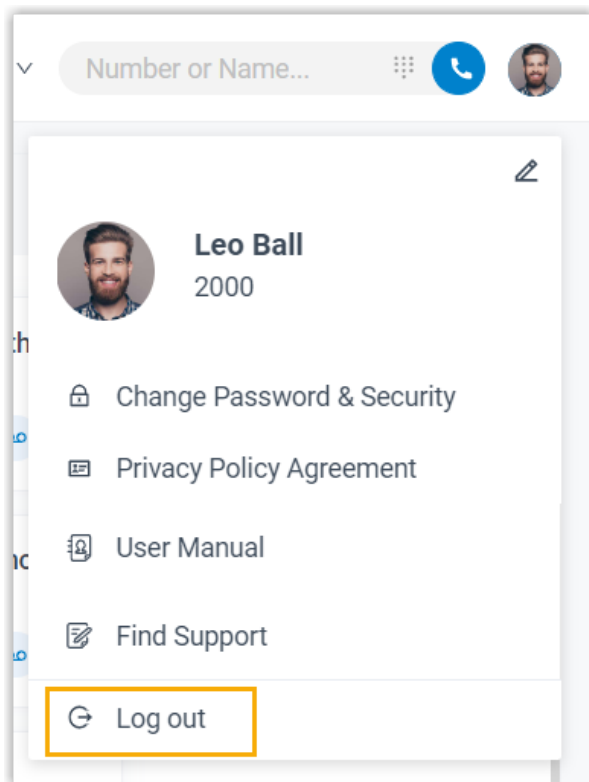 Number or Name...
Leo Ball
2000
Change Password & Security
Privacy Policy Agreement
User Manual
Find Support
Log out